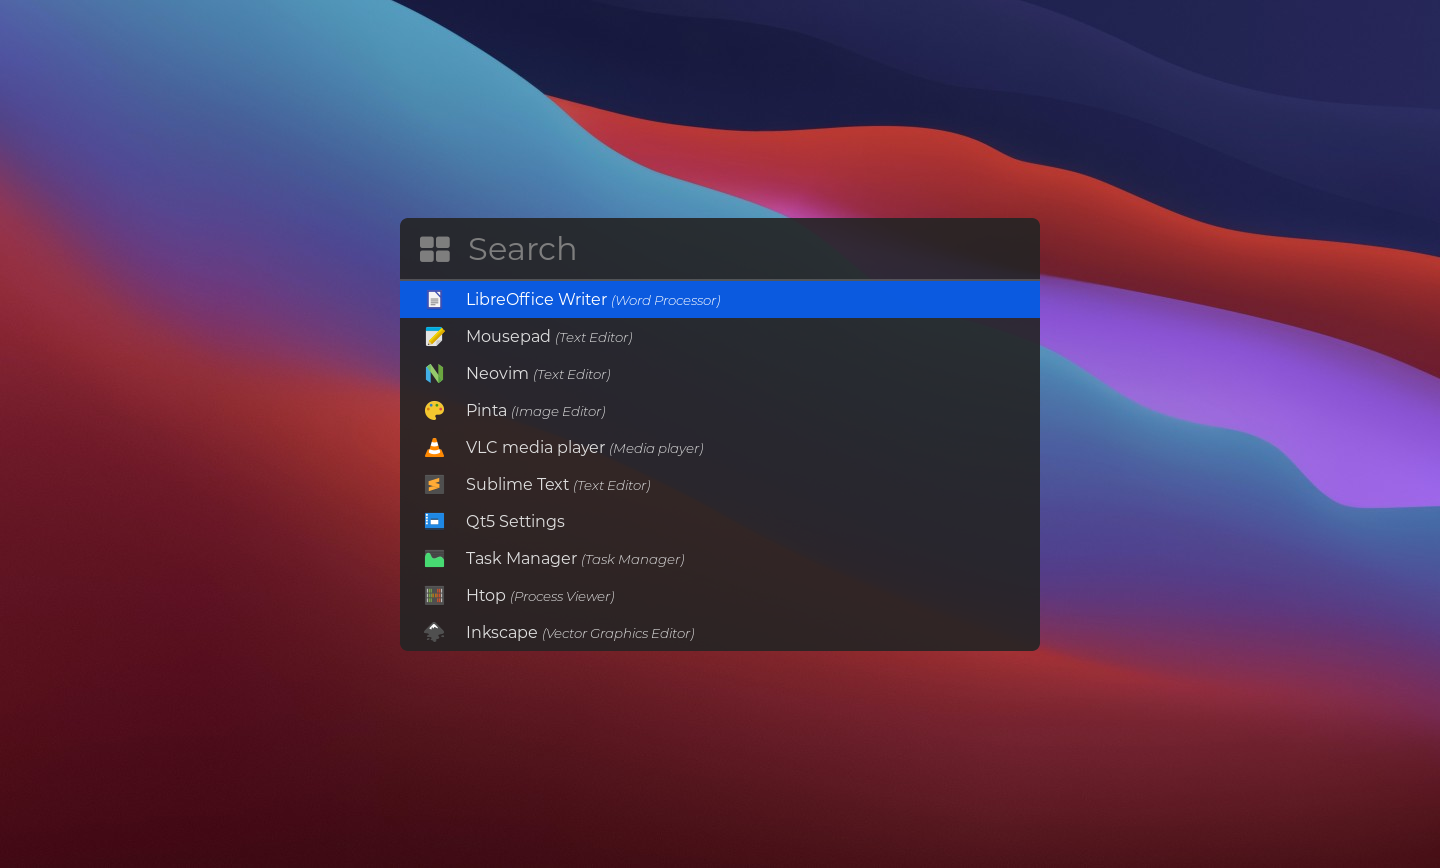 Search
LibreOffice Writer (Word Processor)
Mousepad (Text Editor)
Neovim (Text Editor)
Pinta (Image Editor)
VLC media player (Media player)
Sublime Text (Text Editor)
Qt5 Settings
Task Manager (Task Manager)
Htop (Process Viewer)
Inkscape (Vector Graphics Editor)